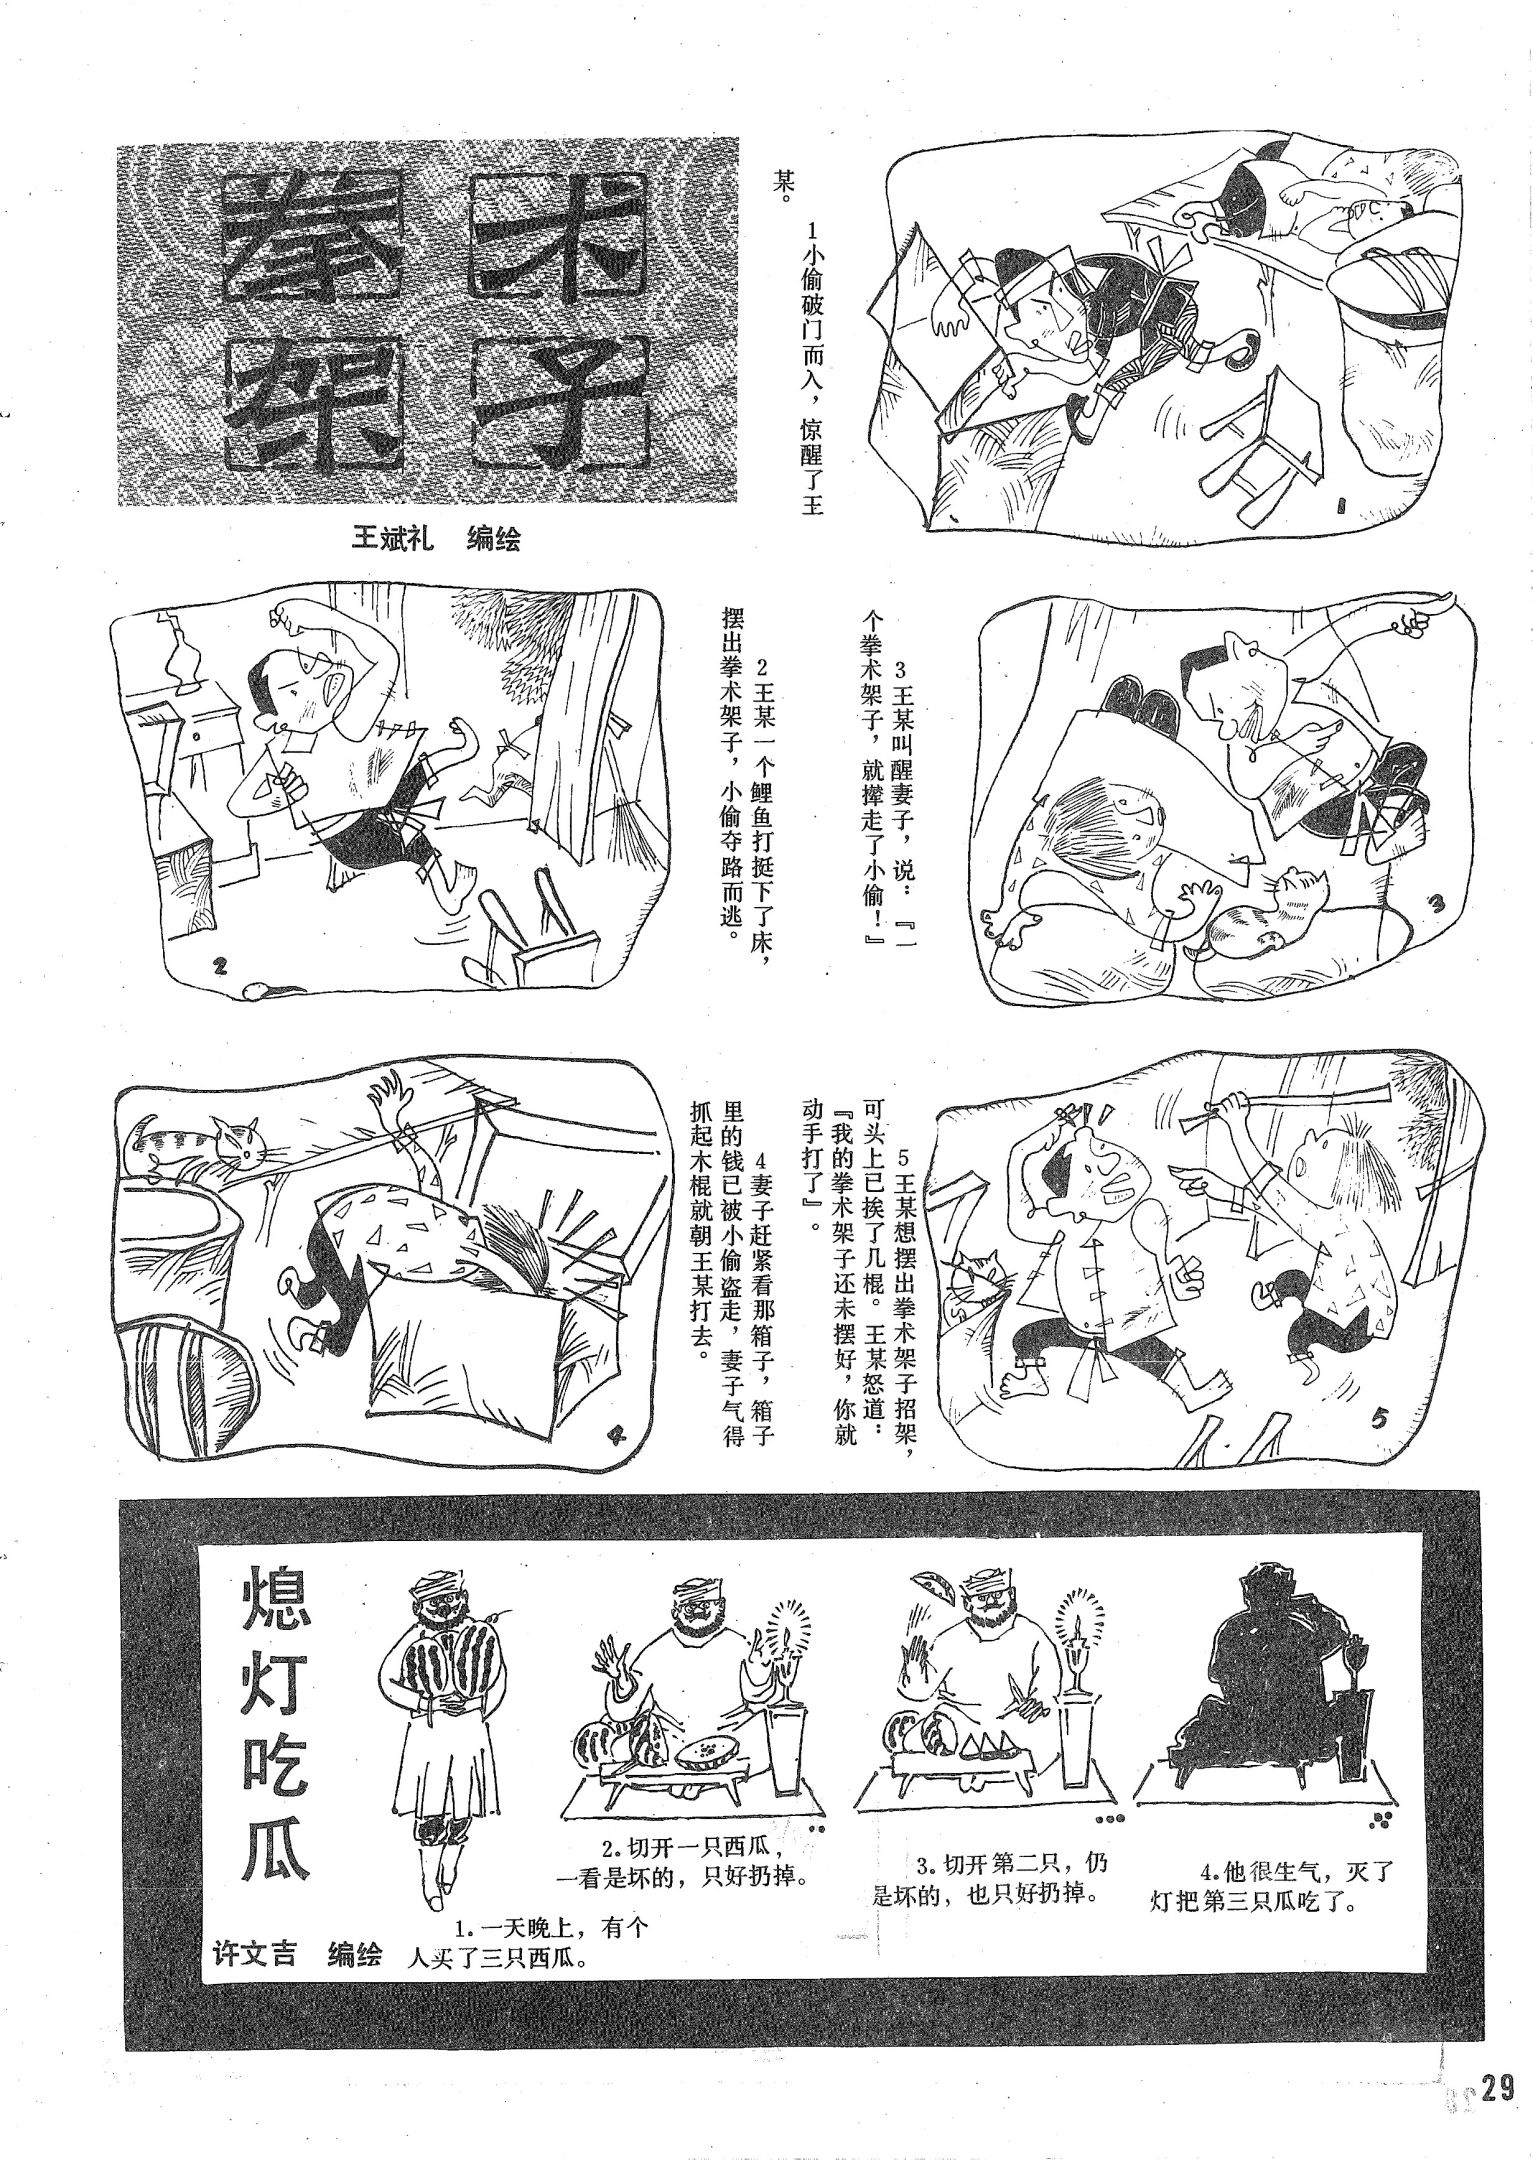 拳术
架子
王斌礼 编绘
1小偷破门而入，惊醒了王
某。
2王某一个鲤鱼打挺下了床，
摆出拳术架子，小偷夺路而逃。
3王某叫醒妻子，说：『一
个拳术架子，就撵走了小偷！』
4妻子赶紧看那箱子，箱子
里的钱已被小偷盗走，妻子气得
抓起木棍就朝王某打去。
5王某想摆出拳术架子招架，
可头上已挨了几棍。王某怒道：
『我的拳术架子还未摆好，你就
动手打了』。
1
2
3
4
5
熄灯吃瓜
许文吉 编绘
1.一天晚上，有个
人买了三只西瓜。
2.切开一只西瓜，
一看是坏的，只好扔掉。
3.切开第二只，仍
是坏的，也只好扔掉。
4.他很生气，灭了
灯把第三只瓜吃了。
29